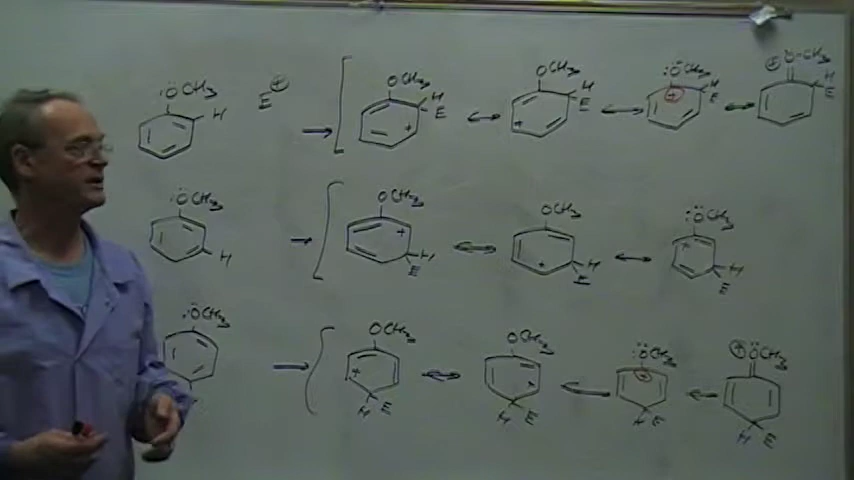 :ÖCH3 H E⊕ → [ OCH3 H E + ↔ OCH3 H E + ↔ :ÖCH3 H E ⊕ ↔ ⊕ Ö-CH3 H E
:ÖCH3 H → [ OCH3 + H E ↔ OCH3 + H E ↔ :ÖCH3 + H E
:ÖCH3 → [ OCH3 + H E ↔ OCH3 + H E ↔ :ÖCH3 ⊕ H E ↔ ⊕ ÖCH3 H E